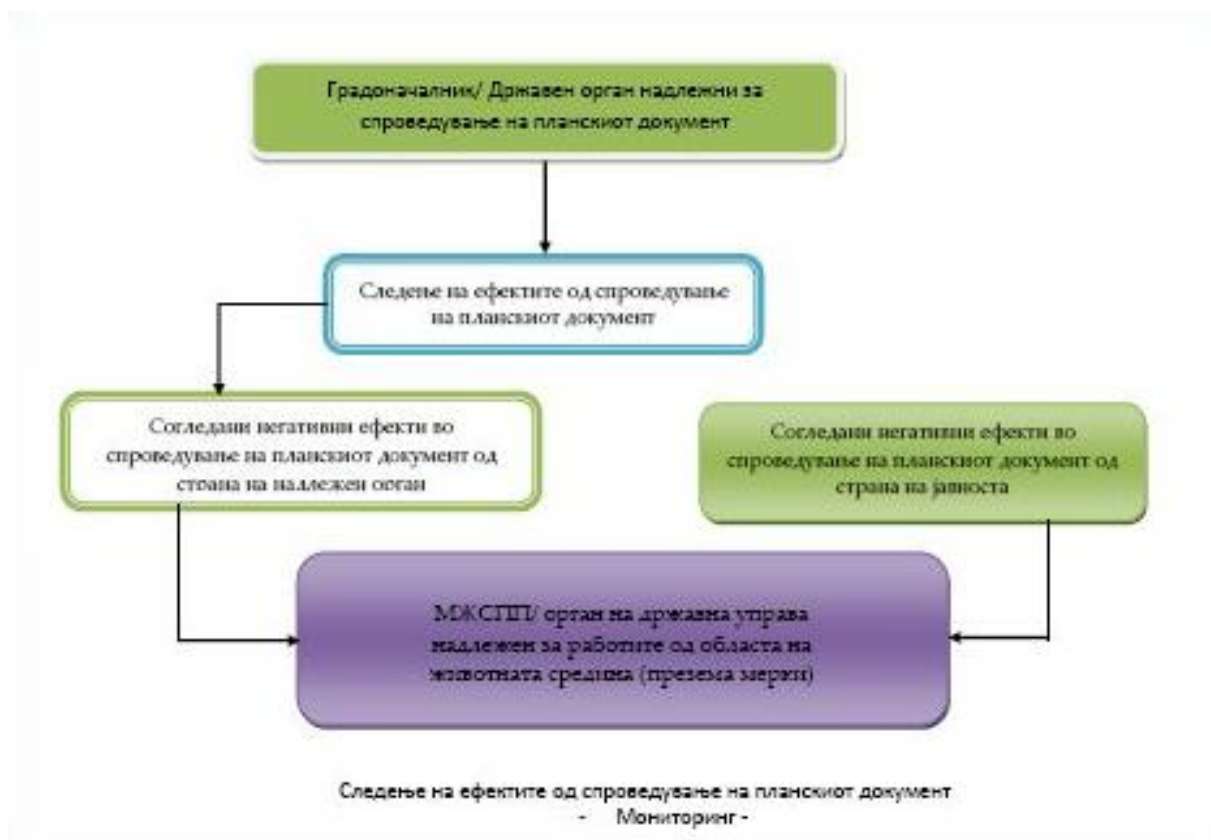 Градоначалник/ Државен орган надлежни за
спроведување на планскиот документ
Следење на ефектите од спроведување
на планскиот документ
Согледани негативни ефекти во
спроведување на планскиот документ од
страна на надлежен орган
Согледани негативни ефекти во
спроведување на планскиот документ од
страна на јавноста
МЖСПП/ орган на државна управа
надлежен за работите од областа на
животната средина (презема мерки)
Следење на ефектите од спроведување на планскиот документ
- Мониторинг -